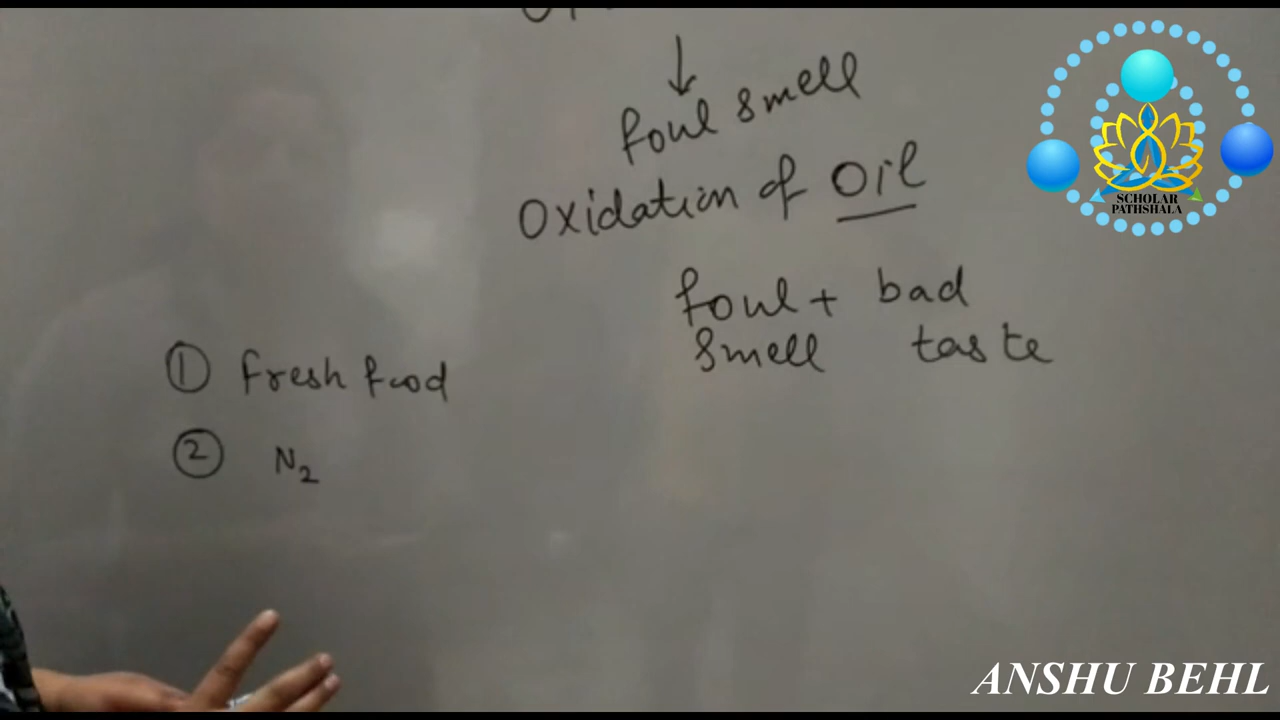 foul smell
Oxidation of Oil
foul + bad
smell taste
① fresh food
② N2
SCHOLAR
PATHSHALA
ANSHU BEHL